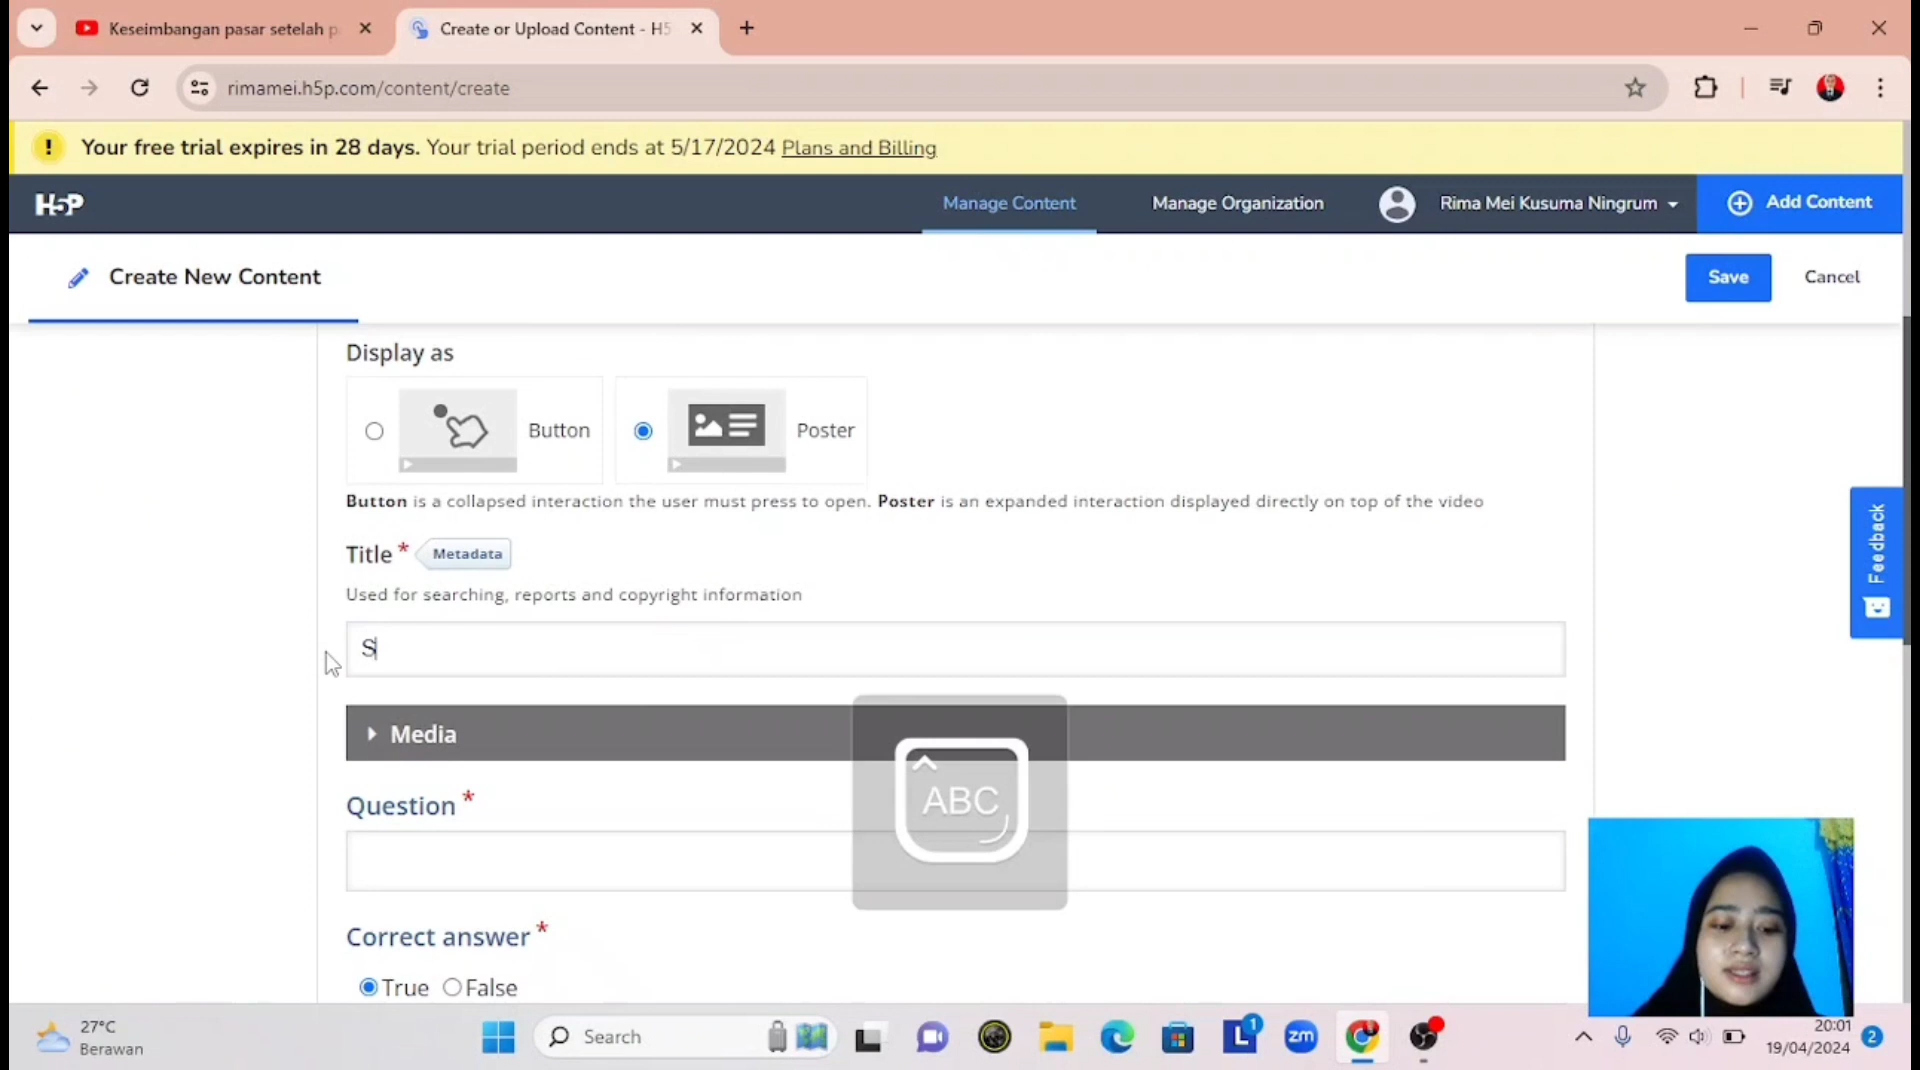 Keseimbangan pasar setelah p
Create or Upload Content - H5
rimamei.h5p.com/content/create
! Your free trial expires in 28 days. Your trial period ends at 5/17/2024 Plans and Billing
H5P
Manage Content
Manage Organization
Rima Mei Kusuma Ningrum
Add Content
Create New Content
Save
Cancel
Display as
Button
Poster
Button is a collapsed interaction the user must press to open. Poster is an expanded interaction displayed directly on top of the video
Title * Metadata
Used for searching, reports and copyright information
S
Media
ABC
Question *
Correct answer *
True False
Feedback
27°C
Berawan
Search
L
1
zm
20:01
19/04/2024
2